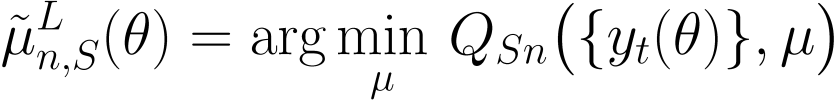 $\tilde{\mu}^{L}_{n,S}(\theta) = \arg\min_{\mu} \, Q_{Sn}\big(\{y_t(\theta)\}, \mu\big)$